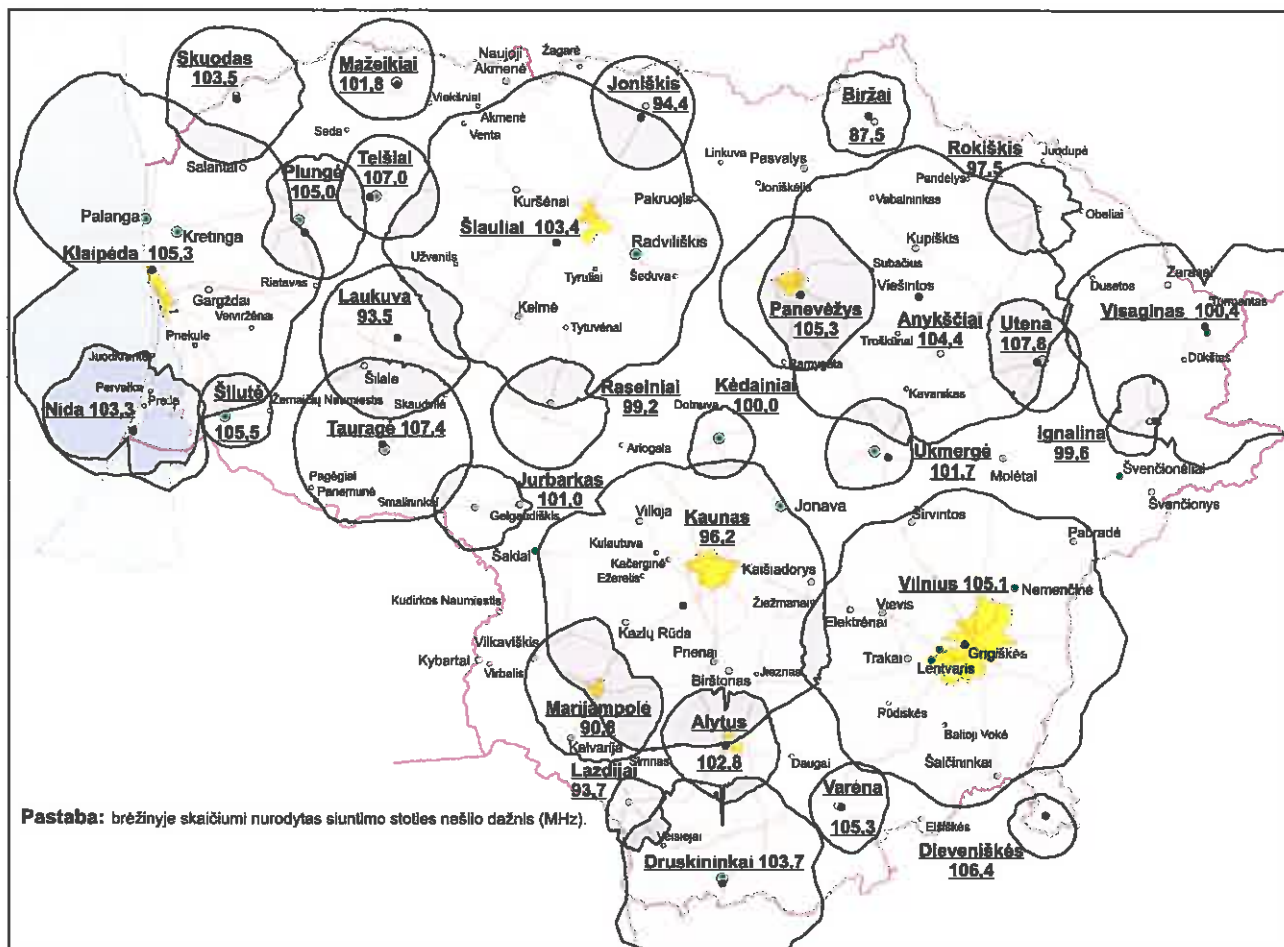 Skuodas
103,5
Mažeikiai
101,8
Naujoji
Akmenė
Žagarė
Viekšniai
Akmenė
Venta
Seda
Joniškis
94,4
Biržai
87,5
Rokiškis
97,5
Juodupė
Pandėlys
Obeliai
Linkuva
Pasvalys
Joniškėlis
Vabalninkas
Salantai
Plungė
105,0
Telšiai
107,0
Kuršėnai
Pakruojis
Šiauliai 103,4
Radviliškis
Kupiškis
Palanga
Kretinga
Klaipėda 105,3
Gargždai
Rietavas
Užventis
Tyruliai
Šeduva
Subačius
Viešintos
Dusetos
Zarasai
Visaginas
100,4
Dūkštas
Laukuva
93,5
Kelmė
Tytuvėnai
Panevėžys
105,3
Anykščiai
104,4
Troškūnai
Utena
107,6
Ramygala
Kavarskas
Priekulė
Juodkrantė
Pervalka
Preila
Nida 103,3
Šilutė
105,5
Žemaičių Naumiestis
Šilalė
Skaudvilė
Tauragė 107,4
Raseiniai
99,2
Kėdainiai
100,0
Dotnuva
Ariogala
Ukmergė
101,7
Molėtai
Ignalina
99,6
Švenčionėliai
Švenčionys
Pagėgiai
Panemunė
Smalininkai
Jurbarkas
101,0
Gelgaudiškis
Vilkija
Kaunas
96,2
Jonava
Širvintos
Pabradė
Šakiai
Kulautuva
Kačerginė
Ežerėlis
Kaišiadorys
Žiežmariai
Vilnius 105,1
Nemenčinė
Kudirkos Naumiestis
Kazlų Rūda
Elektrėnai
Vievis
Vilkaviškis
Kybartai
Virbalis
Prienai
Birštonas
Jieznas
Trakai
Lentvaris
Grigiškės
Marijampolė
90,8
Kalvarija
Alytus
102,8
Simnas
Daugai
Rūdiškės
Baltoji Vokė
Šalčininkai
Lazdijai
93,7
Varėna
105,3
Veisiejai
Eišiškės
Dieveniškės
106,4
Druskininkai 103,7
Pastaba: brėžinyje skaičiumi nurodytas siuntimo stoties nešlio dažnis (MHz).